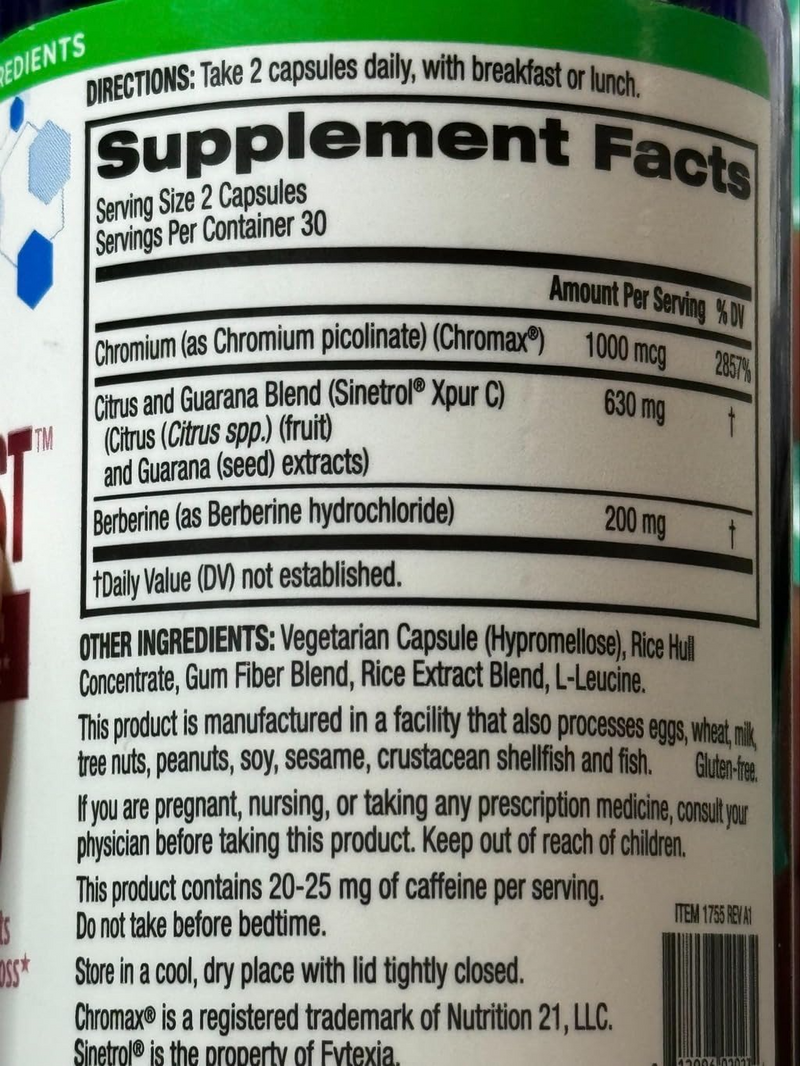 REDIENTS
DIRECTIONS: Take 2 capsules daily, with breakfast or lunch.
Supplement Facts
Serving Size 2 Capsules
Servings Per Container 30
Amount Per Serving % DV
Chromium (as Chromium picolinate) (Chromax®) 1000 mcg 2857%
Citrus and Guarana Blend (Sinetrol® Xpur C) 630 mg †
(Citrus (Citrus spp.) (fruit)
and Guarana (seed) extracts)
Berberine (as Berberine hydrochloride) 200 mg †
†Daily Value (DV) not established.
OTHER INGREDIENTS: Vegetarian Capsule (Hypromellose), Rice Hull
Concentrate, Gum Fiber Blend, Rice Extract Blend, L-Leucine.
This product is manufactured in a facility that also processes eggs, wheat, milk,
tree nuts, peanuts, soy, sesame, crustacean shellfish and fish. Gluten-free.
If you are pregnant, nursing, or taking any prescription medicine, consult your
physician before taking this product. Keep out of reach of children.
This product contains 20-25 mg of caffeine per serving.
Do not take before bedtime.
ITEM 1755 REV A1
Store in a cool, dry place with lid tightly closed.
Chromax® is a registered trademark of Nutrition 21, LLC.
Sinetrol® is the property of Fytexia.
T™
oss*